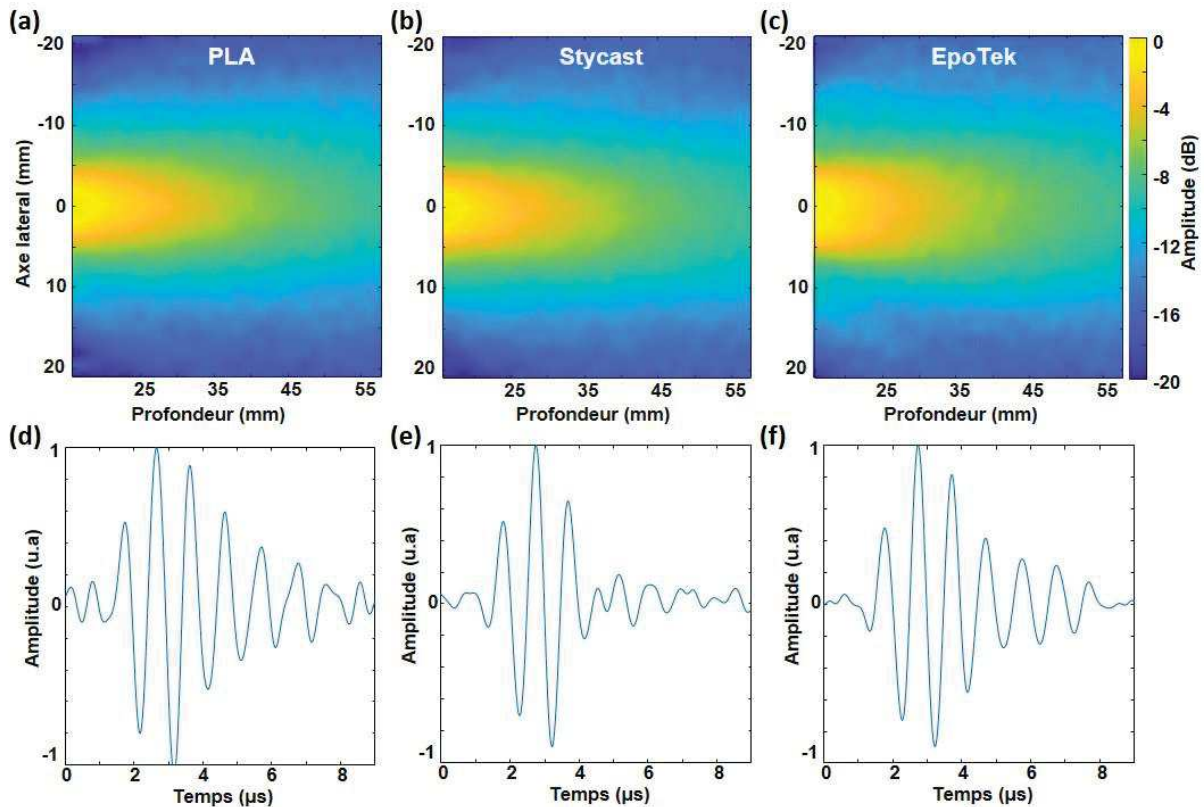 (a)
(b)
(c)
PLA
Stycast
EpoTek
-20
-10
0
10
20
Axe lateral (mm)
25 35 45 55
Profondeur (mm)
-20
-10
0
10
20
25 35 45 55
Profondeur (mm)
-20
-10
0
10
20
25 35 45 55
Profondeur (mm)
0
-4
-8
-12
-16
-20
Amplitude (dB)
(d)
1
0
-1
Amplitude (u.a)
0 2 4 6 8
Temps (µs)
(e)
1
0
-1
Amplitude (u.a)
0 2 4 6 8
Temps (µs)
(f)
1
0
-1
Amplitude (u.a)
0 2 4 6 8
Temps (µs)